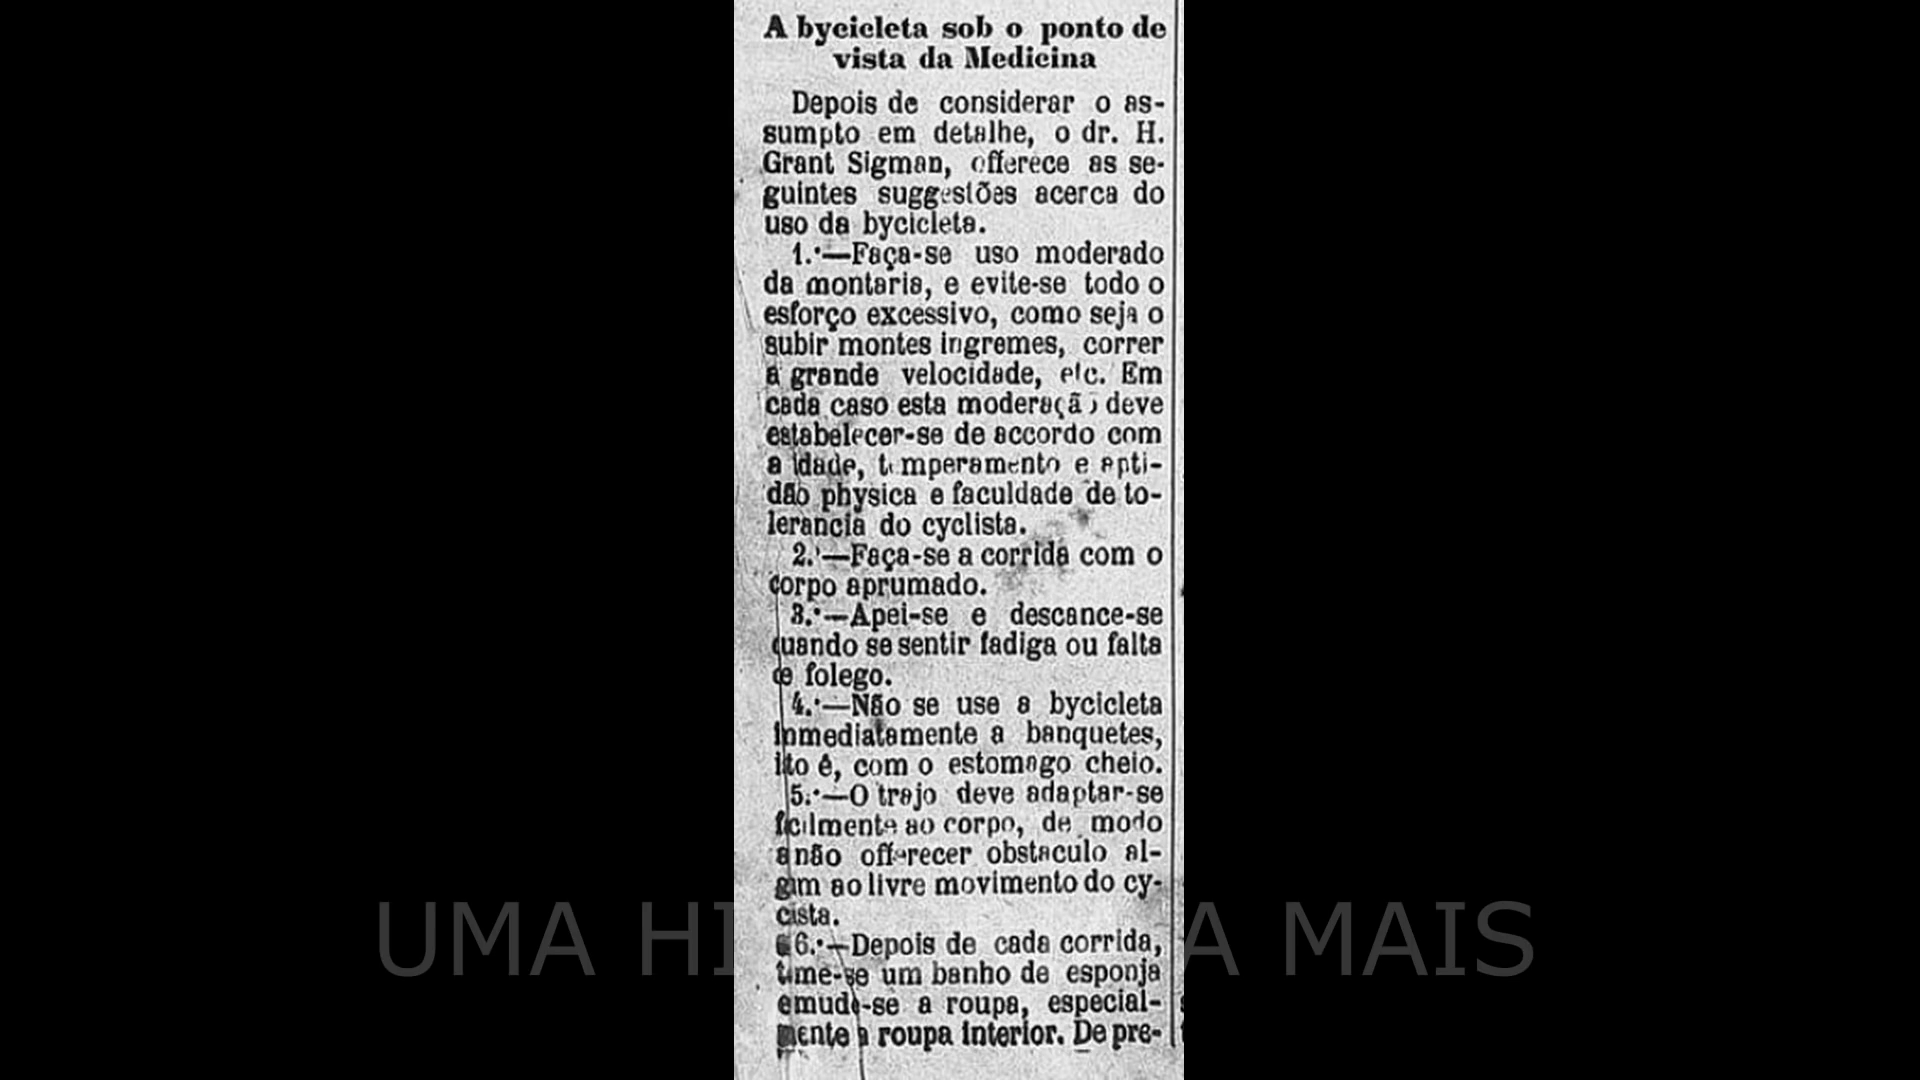 A bycicleta sob o ponto de
vista da Medicina
Depois de considerar o as-
sumpto em detalhe, o dr. H.
Grant Sigman, offerece as se-
guintes suggestões acerca do
uso da bycicleta.
1.º—Faça-se uso moderado
da montaria, e evite-se todo o
esforço excessivo, como seja o
subir montes ingremes, correr
a grande velocidade, etc. Em
cada caso esta moderação deve
estabelecer-se de accordo com
a idade, temperamento e apti-
dão physica e faculdade de to-
lerancia do cyclista.
2.º—Faça-se a corrida com o
corpo aprumado.
3.º—Apei-se e descance-se
quando se sentir fadiga ou falta
de folego.
4.º—Não se use a bycicleta
immediatamente a banquetes,
isto é, com o estomago cheio.
5.º—O trajo deve adaptar-se
facilmente ao corpo, de modo
a não offerecer obstaculo al-
gum ao livre movimento do cy-
clista.
6.º—Depois de cada corrida,
tome-se um banho de esponja
e mude-se a roupa, especial-
mente a roupa interior. De pre-
UMA HI A MAIS